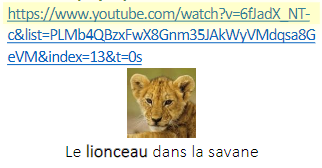 https://www.youtube.com/watch?v=6fJadX_NT-
c&list=PLMb4QBzxFwX8Gnm35JAkWyVMdqsa8G
eVM&index=13&t=0s
Le lionceau dans la savane